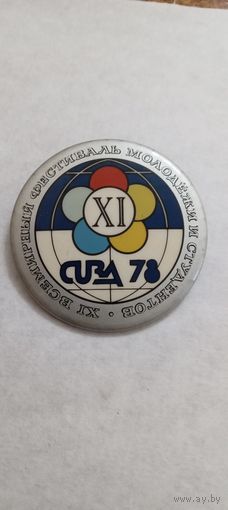 XI ВСЕМИРНЫЙ ФЕСТИВАЛЬ МОЛОДЕЖИ И СТУДЕНТОВ •
XI
CUBA 78
www.ay.by